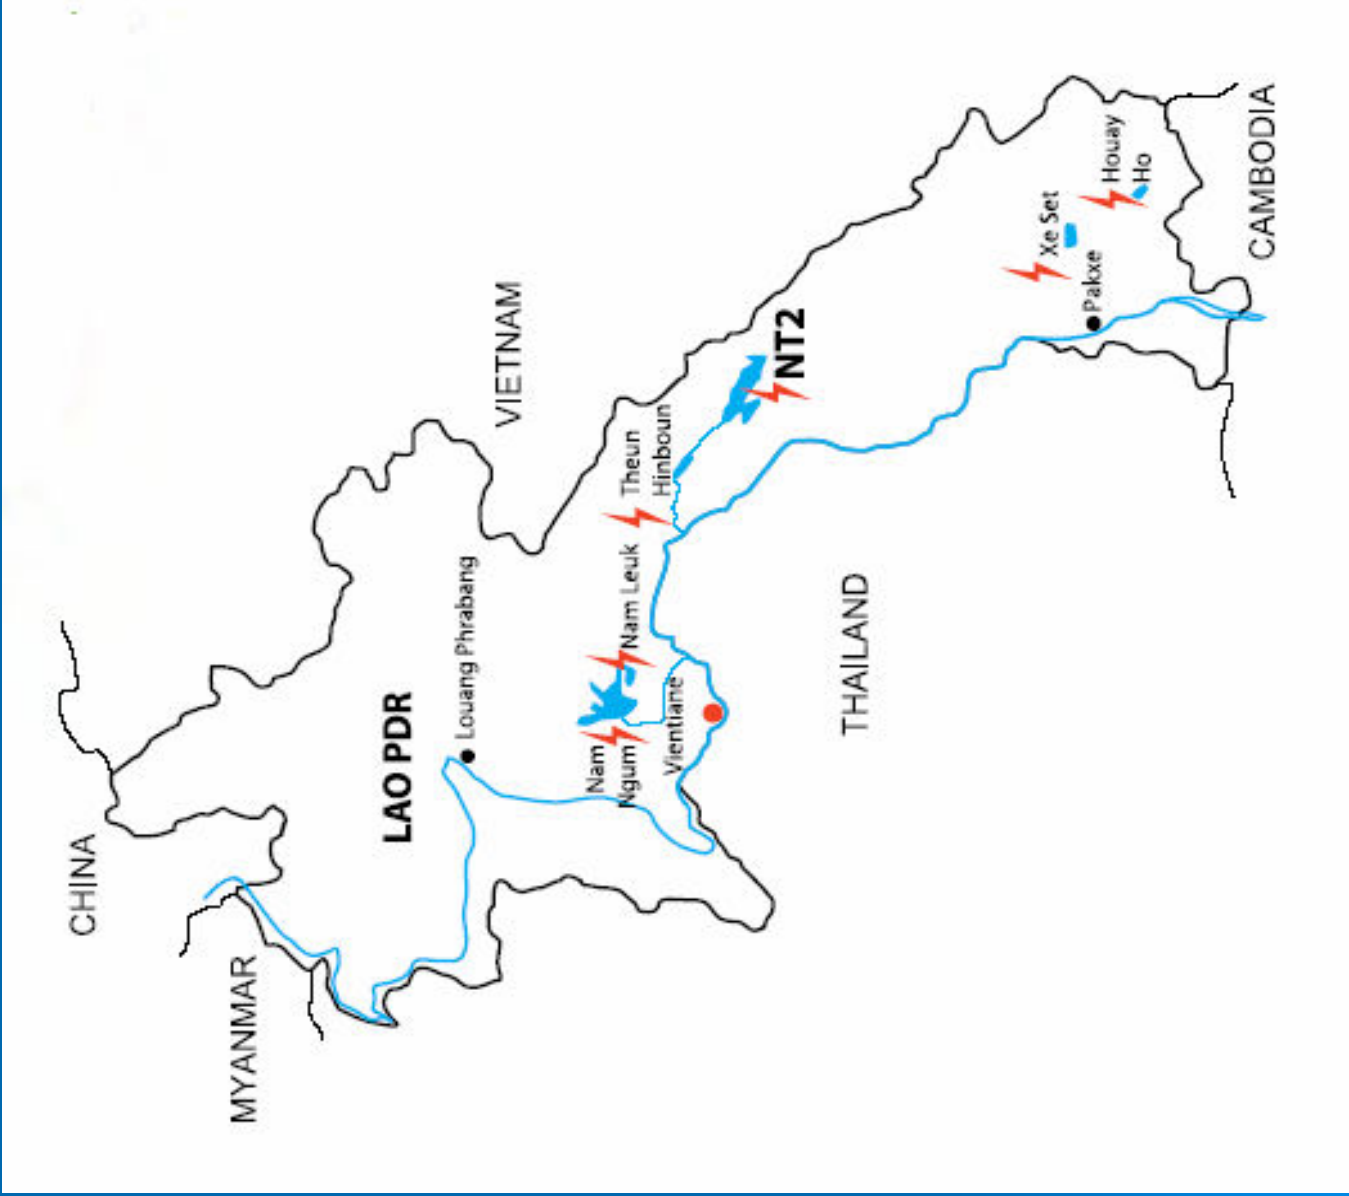 CHINA
MYANMAR
VIETNAM
LAO PDR
Louang Phrabang
Nam
Ngum
Nam Leuk
Vientiane
Theun
Hinboun
NT2
THAILAND
Xe Set
Houay
Ho
Pakxe
CAMBODIA